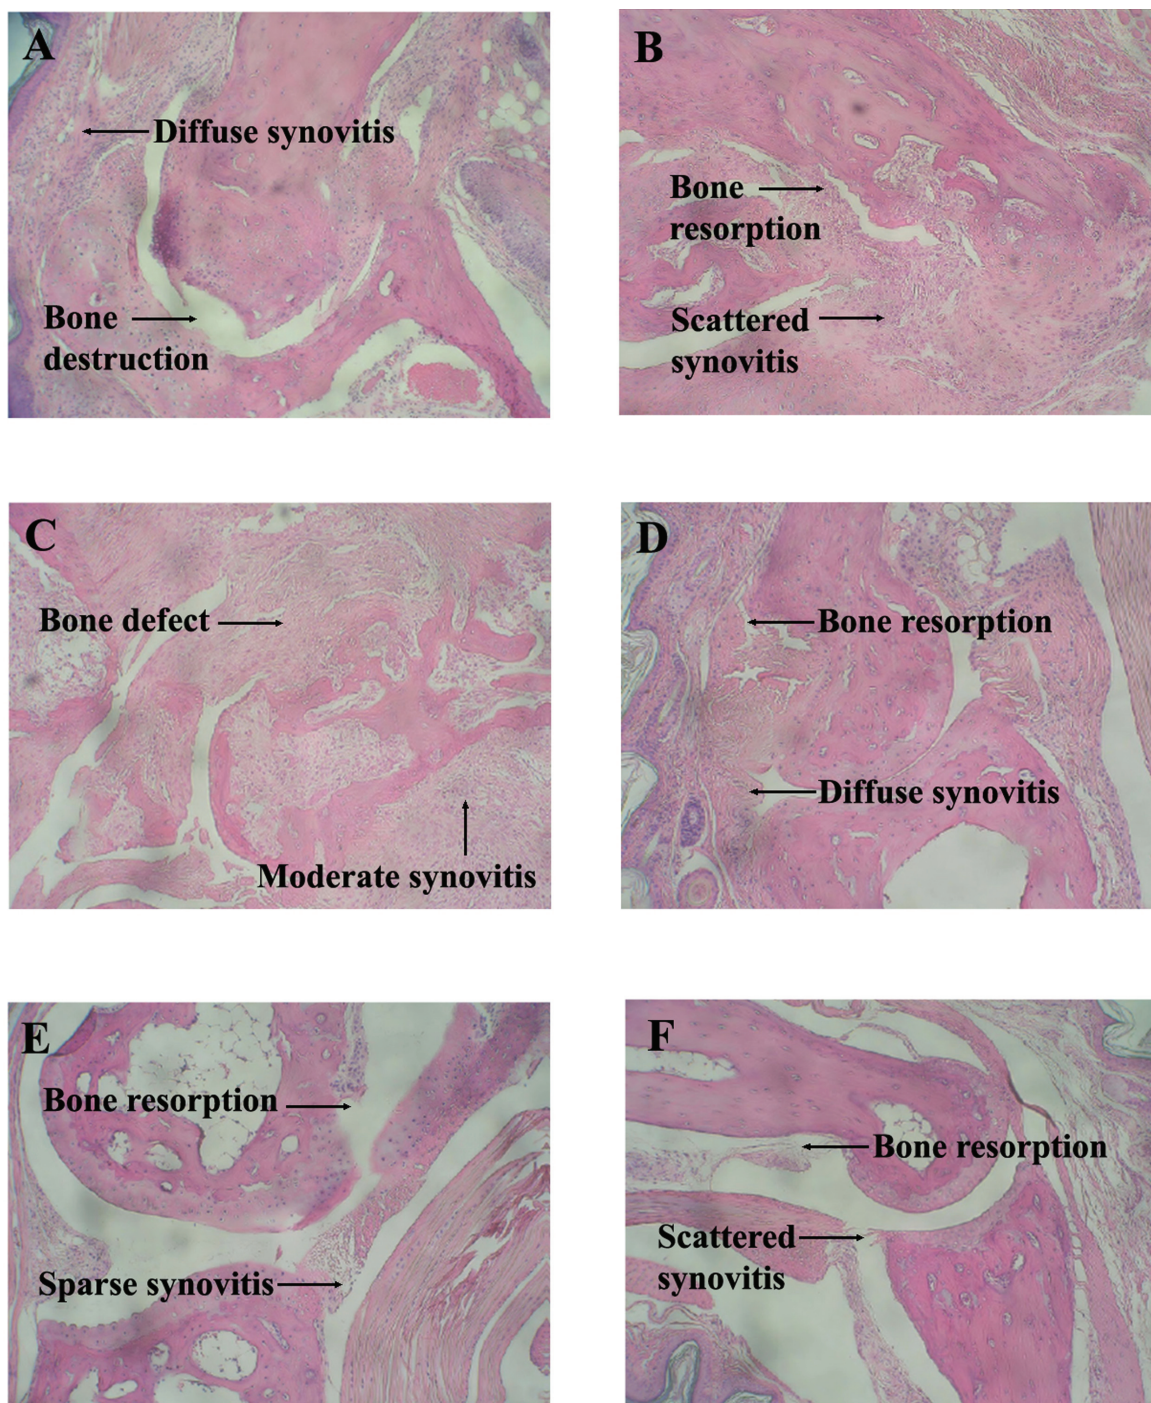 A
Diffuse synovitis
Bone
destruction
B
Bone
resorption
Scattered
synovitis
C
Bone defect
Moderate synovitis
D
Bone resorption
Diffuse synovitis
E
Bone resorption
Sparse synovitis
F
Bone resorption
Scattered
synovitis